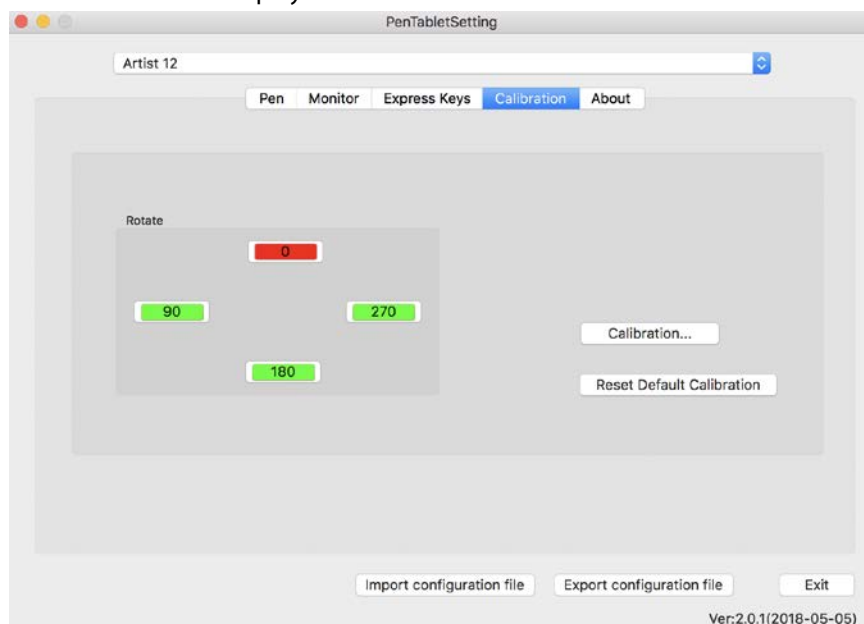 PenTabletSetting
Artist 12
Pen Monitor Express Keys Calibration About
Rotate
0
90 270
Calibration...
180
Reset Default Calibration
Import configuration file Export configuration file Exit
Ver:2.0.1(2018-05-05)